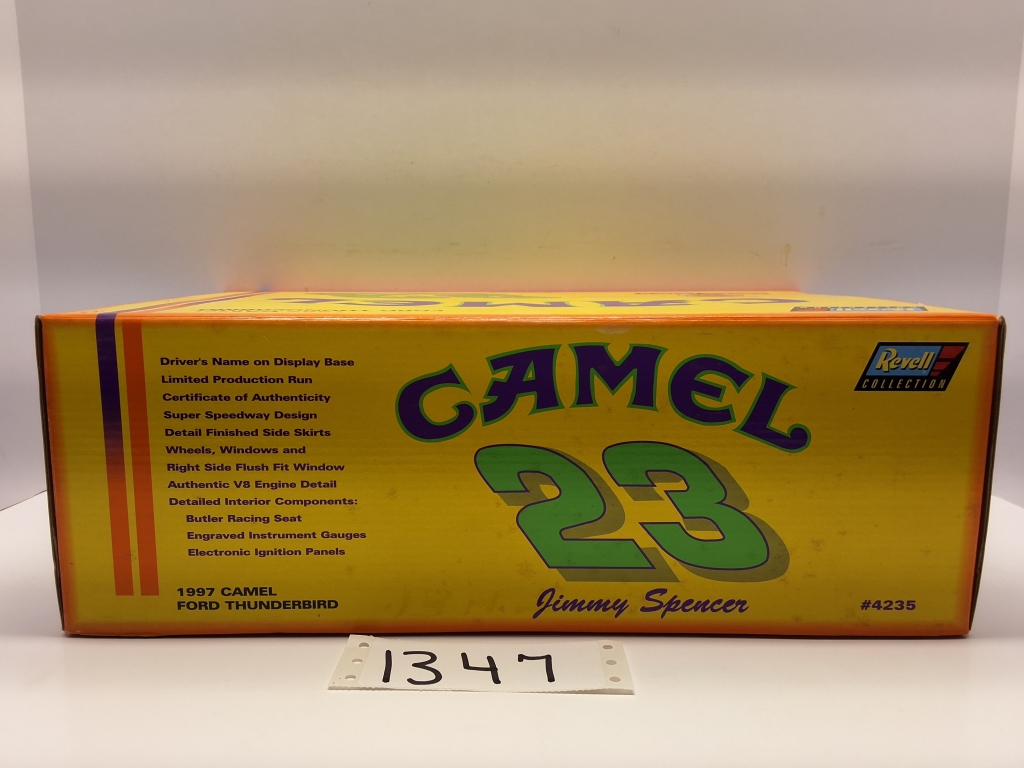 CAMEL
Driver's Name on Display Base
Limited Production Run
Certificate of Authenticity
Super Speedway Design
Detail Finished Side Skirts
Wheels, Windows and
Right Side Flush Fit Window
Authentic V8 Engine Detail
Detailed Interior Components:
Butler Racing Seat
Engraved Instrument Gauges
Electronic Ignition Panels
1997 CAMEL
FORD THUNDERBIRD
CAMEL
23
Jimmy Spencer
Revell
COLLECTION
#4235
1347